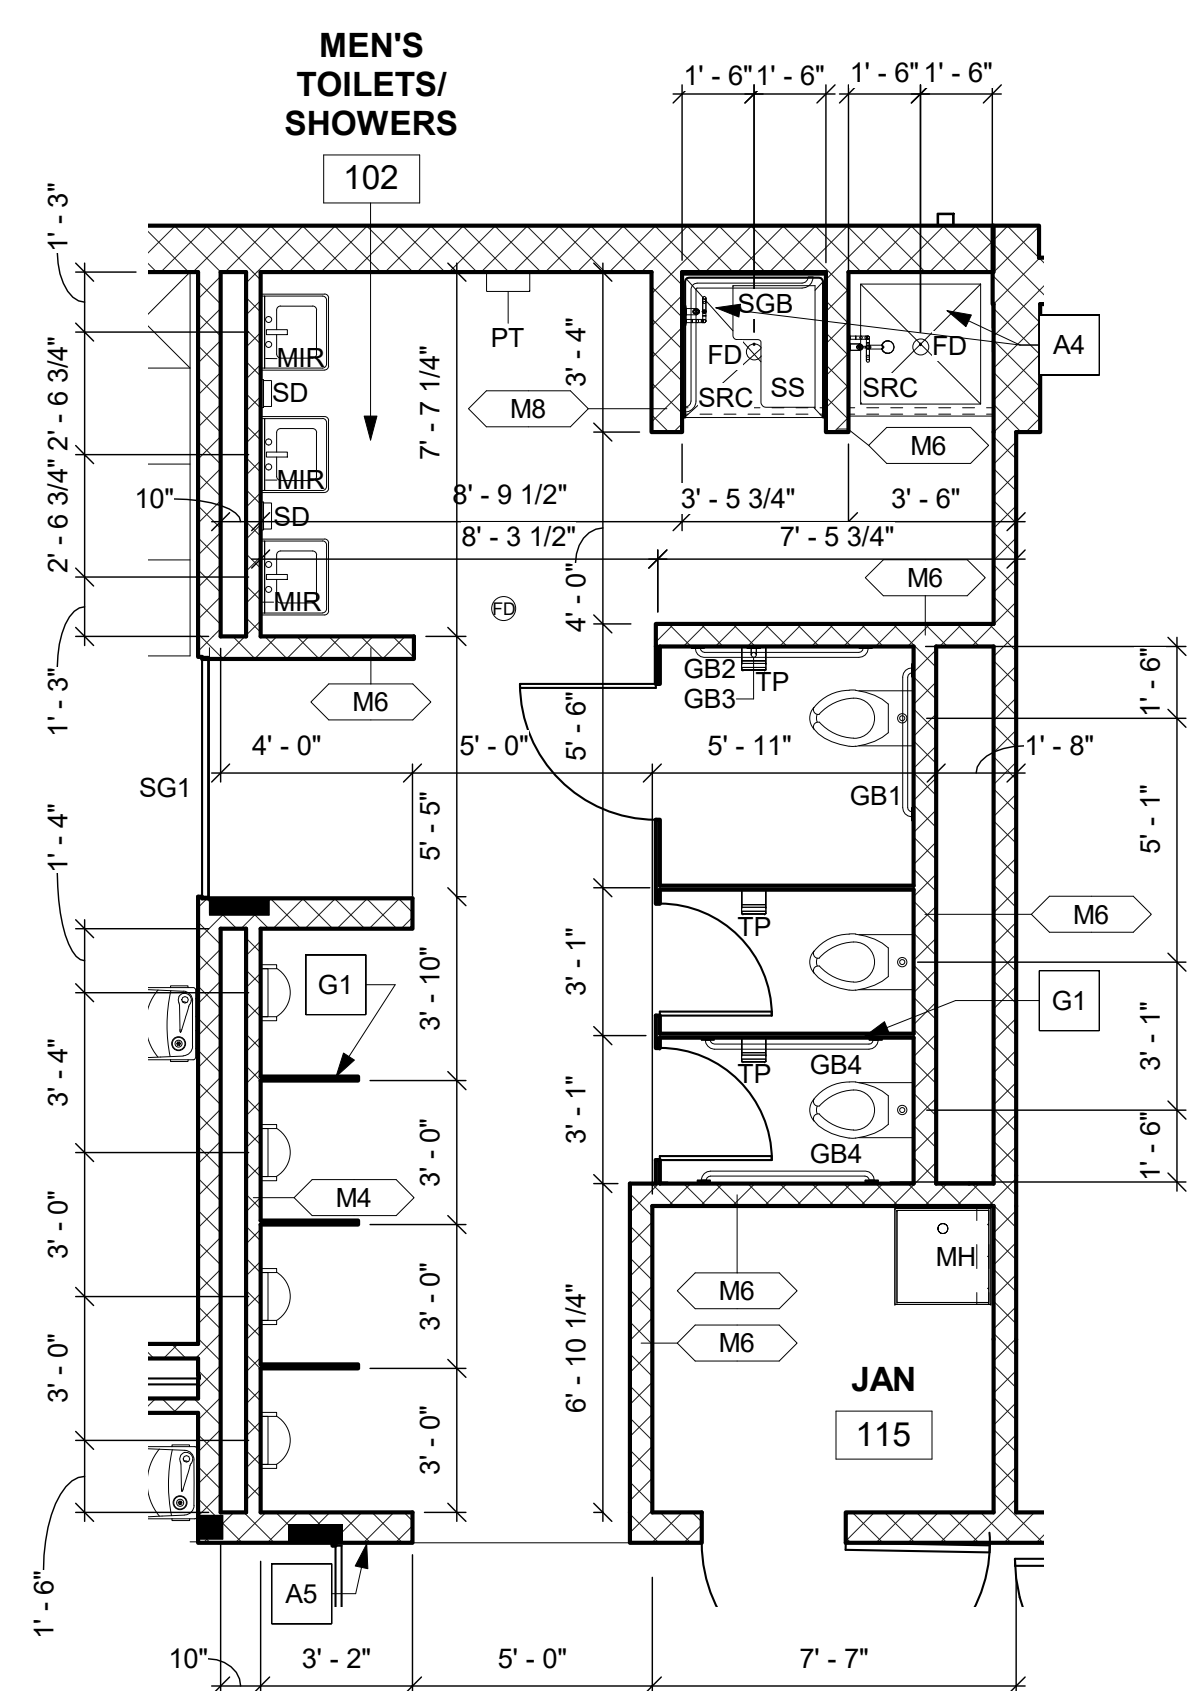 MEN'S
TOILETS/
SHOWERS
102
1' - 6" 1' - 6" 1' - 6" 1' - 6"
1' - 3"
2' - 6 3/4"
2' - 6 3/4"
1' - 3"
PT
MIR
SD
MIR
SD
MIR
7' - 7 1/4"
3' - 4"
SGB
FD
SRC
SS
FD
SRC
A4
M8
M6
10"
8' - 9 1/2"
3' - 5 3/4"
3' - 6"
8' - 3 1/2"
7' - 5 3/4"
4' - 0"
FD
M6
M6
GB2
GB3
TP
5' - 6"
1' - 6"
4' - 0"
5' - 0"
5' - 11"
1' - 8"
SG1
GB1
5' - 5"
5' - 1"
1' - 4"
M6
TP
G1
3' - 10"
3' - 1"
G1
3' - 4"
TP
GB4
3' - 1"
3' - 1"
GB4
3' - 0"
1' - 6"
M4
3' - 0"
MH
M6
M6
3' - 0"
6' - 10 1/4"
3' - 0"
JAN
115
3' - 0"
1' - 6"
A5
10"
3' - 2"
5' - 0"
7' - 7"